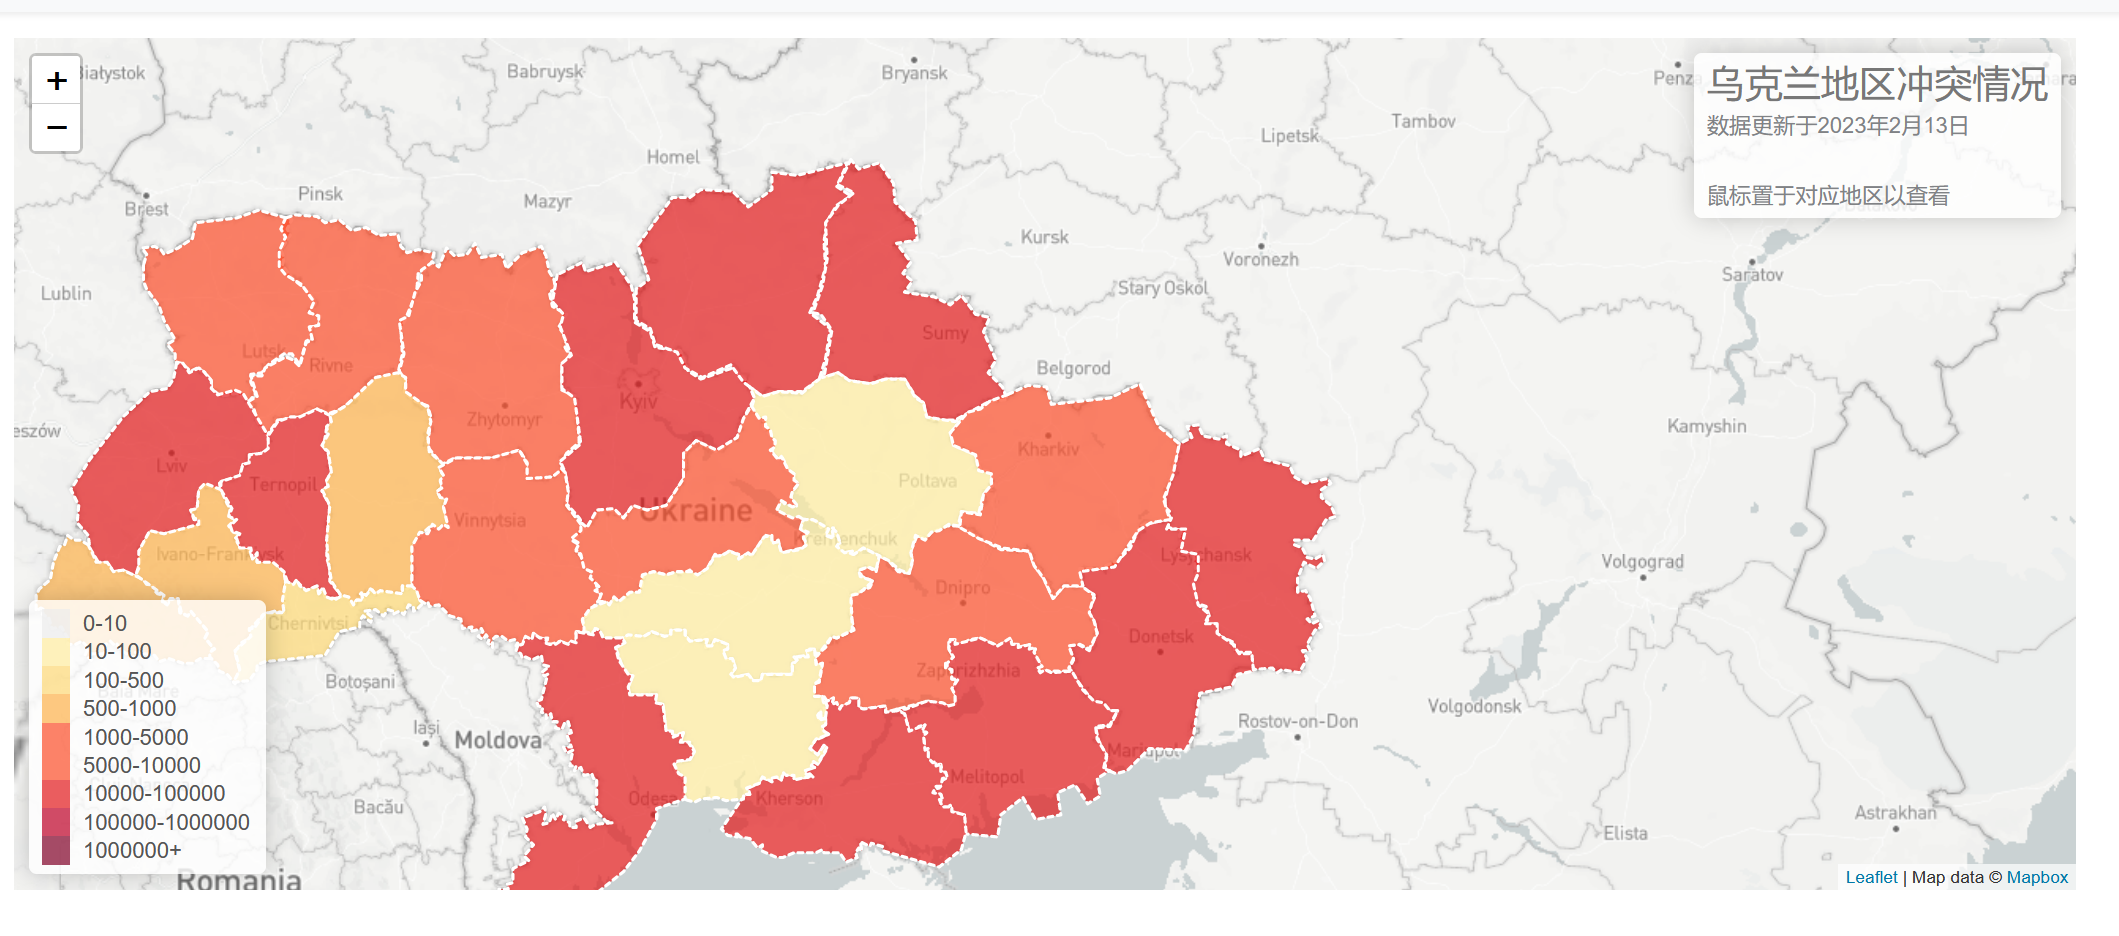 +
−
Białystok
Babruysk
Bryansk
Penza
乌克兰地区冲突情况
数据更新于2023年2月13日
鼠标置于对应地区以查看
Tambov
Lipetsk
Homel
Pinsk
Mazyr
Brest
Kursk
Voronezh
Saratov
Lublin
Stary Oskol
Sumy
Lutsk
Rivne
Belgorod
Kyiv
Zhytomyr
Kamyshin
eszów
Kharkiv
Lviv
Ternopil
Poltava
Ukraine
Vinnytsia
Kremenchuk
Ivano-Frankivsk
Lysychansk
Volgograd
Dnipro
Chernivtsi
Donetsk
Zaporizhzhia
Botoșani
Baia Mare
Volgodonsk
Rostov-on-Don
Iași
Moldova
Mariupol
Melitopol
Cluj-Napoca
Odesa
Kherson
Bacău
Astrakhan
Elista
Romania
0-10
10-100
100-500
500-1000
1000-5000
5000-10000
10000-100000
100000-1000000
1000000+
Leaflet | Map data © Mapbox